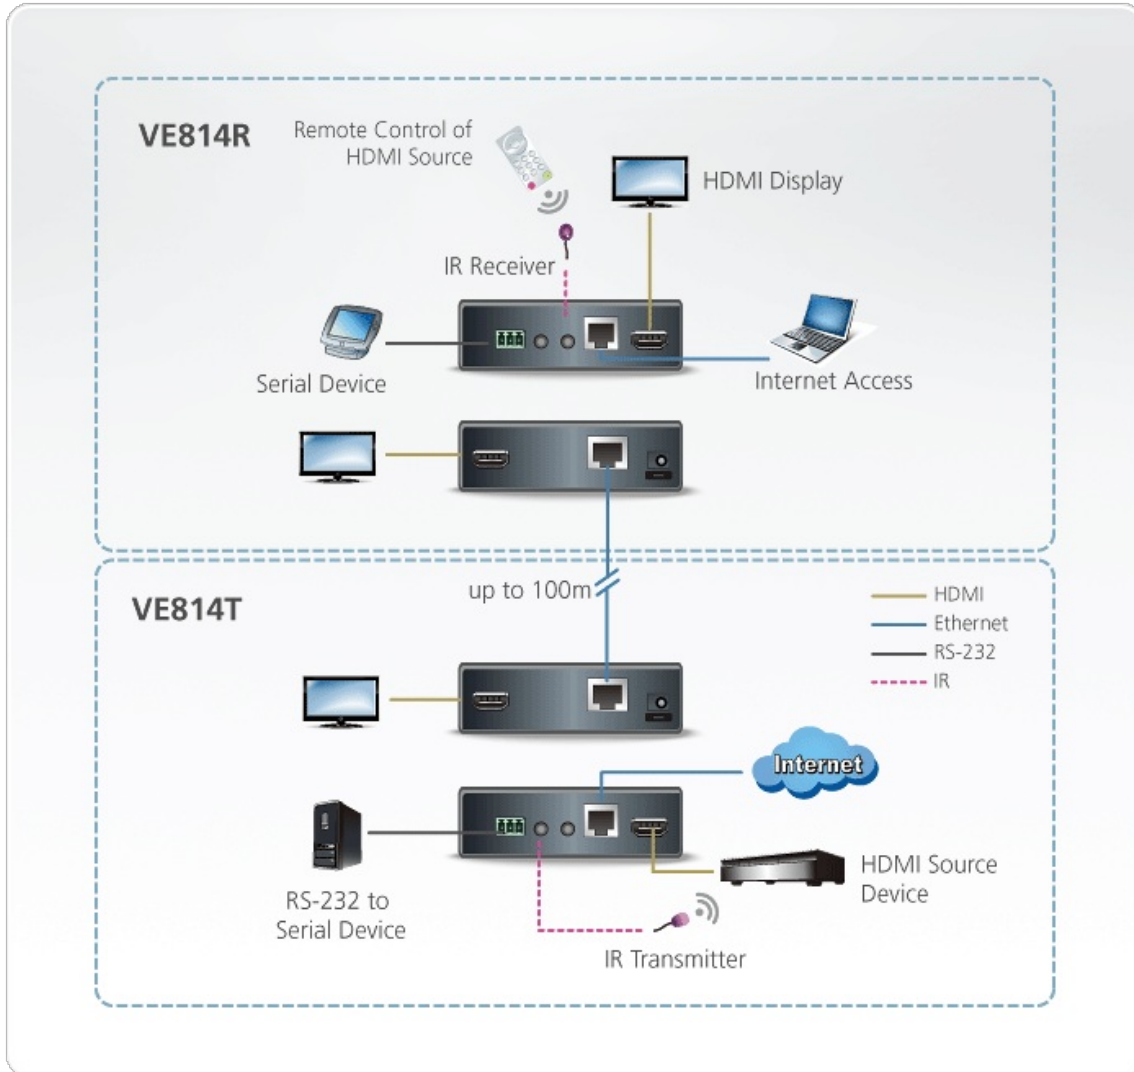 VE814R
Remote Control of
HDMI Source
HDMI Display
IR Receiver
Serial Device
Internet Access
up to 100m
VE814T
HDMI
Ethernet
RS-232
IR
Internet
RS-232 to
Serial Device
HDMI Source
Device
IR Transmitter